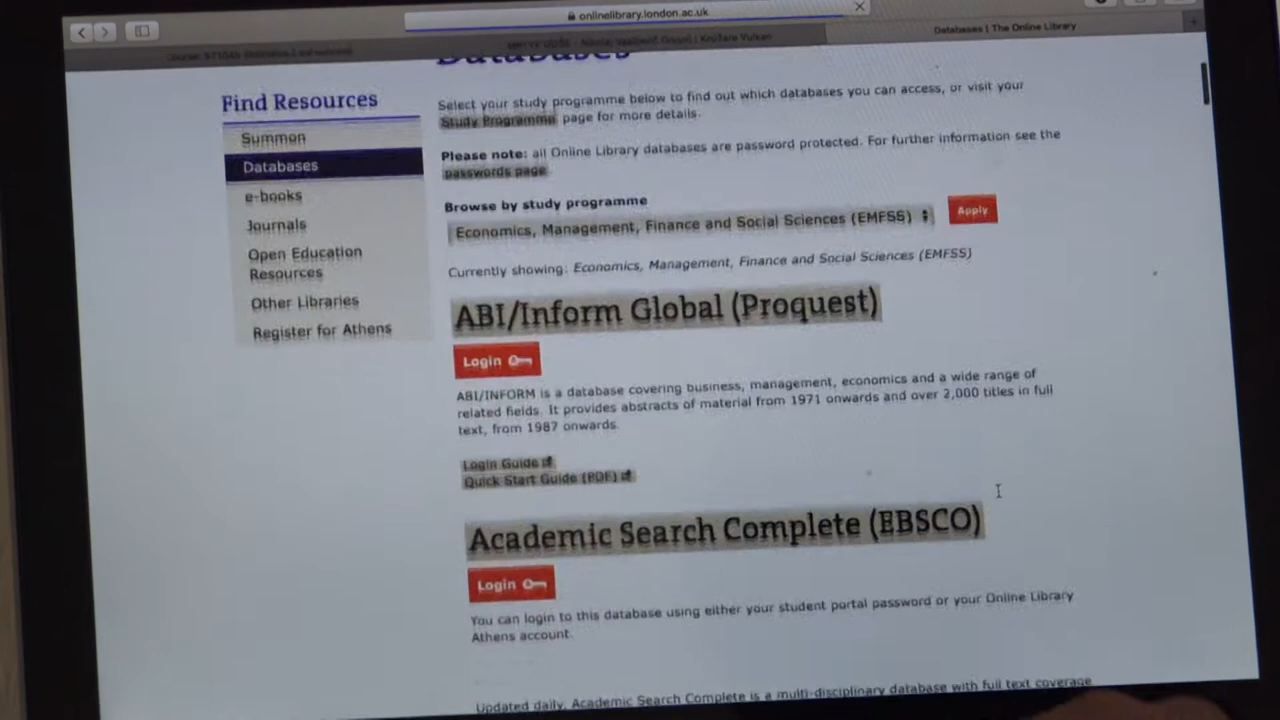 onlinelibrary.london.ac.uk
Databases | The Online Library
Databases
Find Resources
Summon
Databases
e-books
Journals
Open Education
Resources
Other Libraries
Register for Athens
Select your study programme below to find out which databases you can access, or visit your
Study Programme page for more details.
Please note: all Online Library databases are password protected. For further information see the
passwords page
Browse by study programme
Economics, Management, Finance and Social Sciences (EMFSS)
Apply
Currently showing: Economics, Management, Finance and Social Sciences (EMFSS)
ABI/Inform Global (Proquest)
Login
ABI/INFORM is a database covering business, management, economics and a wide range of
related fields. It provides abstracts of material from 1971 onwards and over 2,000 titles in full
text, from 1987 onwards.
Login Guide
Quick Start Guide (PDF)
Academic Search Complete (EBSCO)
Login
You can login to this database using either your student portal password or your Online Library
Athens account.
Updated daily, Academic Search Complete is a multi-disciplinary database with full text coverage